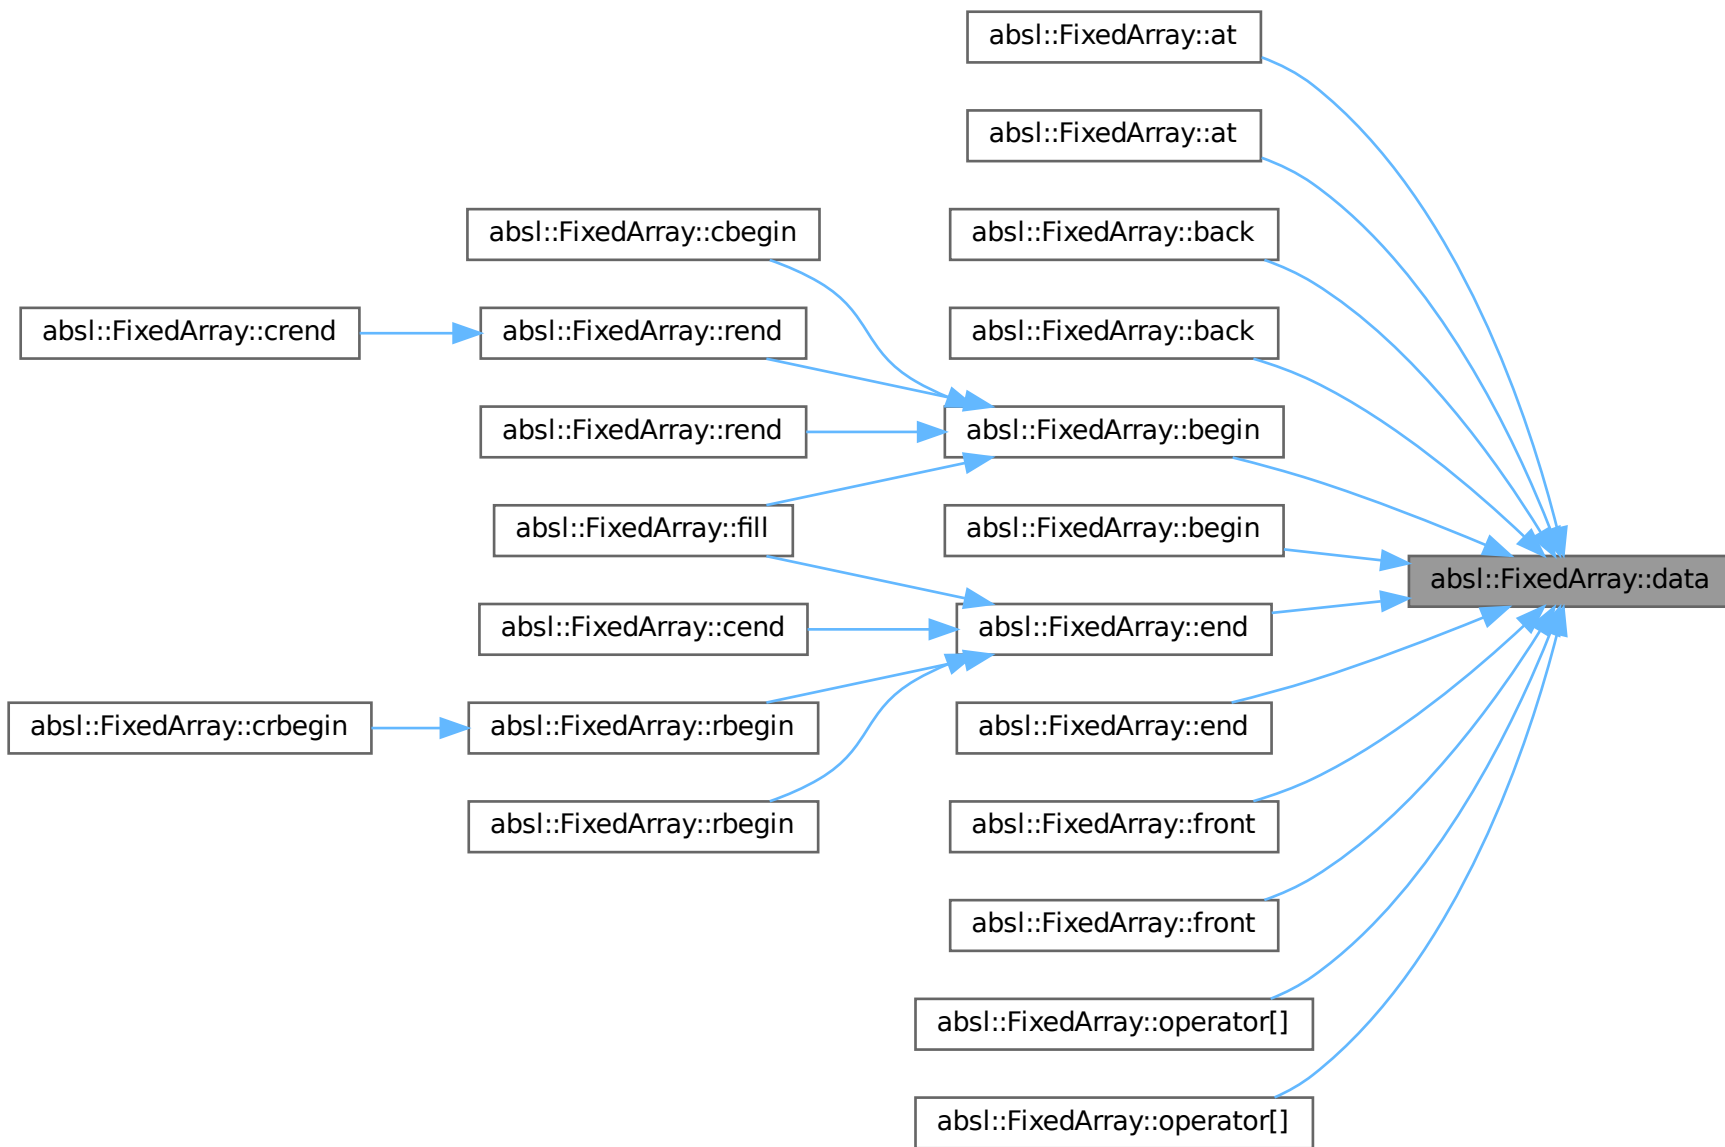 absl::FixedArray::at
absl::FixedArray::at
absl::FixedArray::cbegin
absl::FixedArray::back
absl::FixedArray::crend
absl::FixedArray::rend
absl::FixedArray::back
absl::FixedArray::rend
absl::FixedArray::begin
absl::FixedArray::fill
absl::FixedArray::begin
absl::FixedArray::data
absl::FixedArray::cend
absl::FixedArray::end
absl::FixedArray::crbegin
absl::FixedArray::rbegin
absl::FixedArray::end
absl::FixedArray::rbegin
absl::FixedArray::front
absl::FixedArray::front
absl::FixedArray::operator[]
absl::FixedArray::operator[]